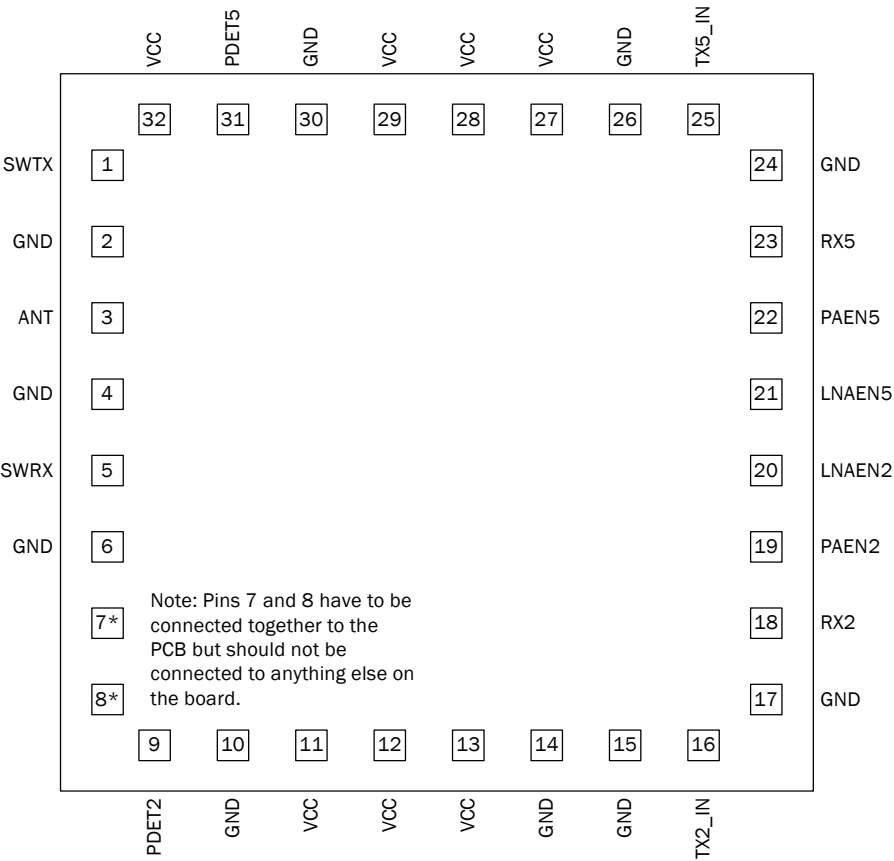 VCC PDET5 GND VCC VCC VCC GND TX5_IN
32 31 30 29 28 27 26 25
SWTX 1 24 GND
GND 2 23 RX5
ANT 3 22 PAEN5
GND 4 21 LNAEN5
SWRX 5 20 LNAEN2
GND 6 19 PAEN2
7* 18 RX2
8* 17 GND
Note: Pins 7 and 8 have to be
connected together to the
PCB but should not be
connected to anything else on
the board.
9 10 11 12 13 14 15 16
PDET2 GND VCC VCC VCC GND GND TX2_IN